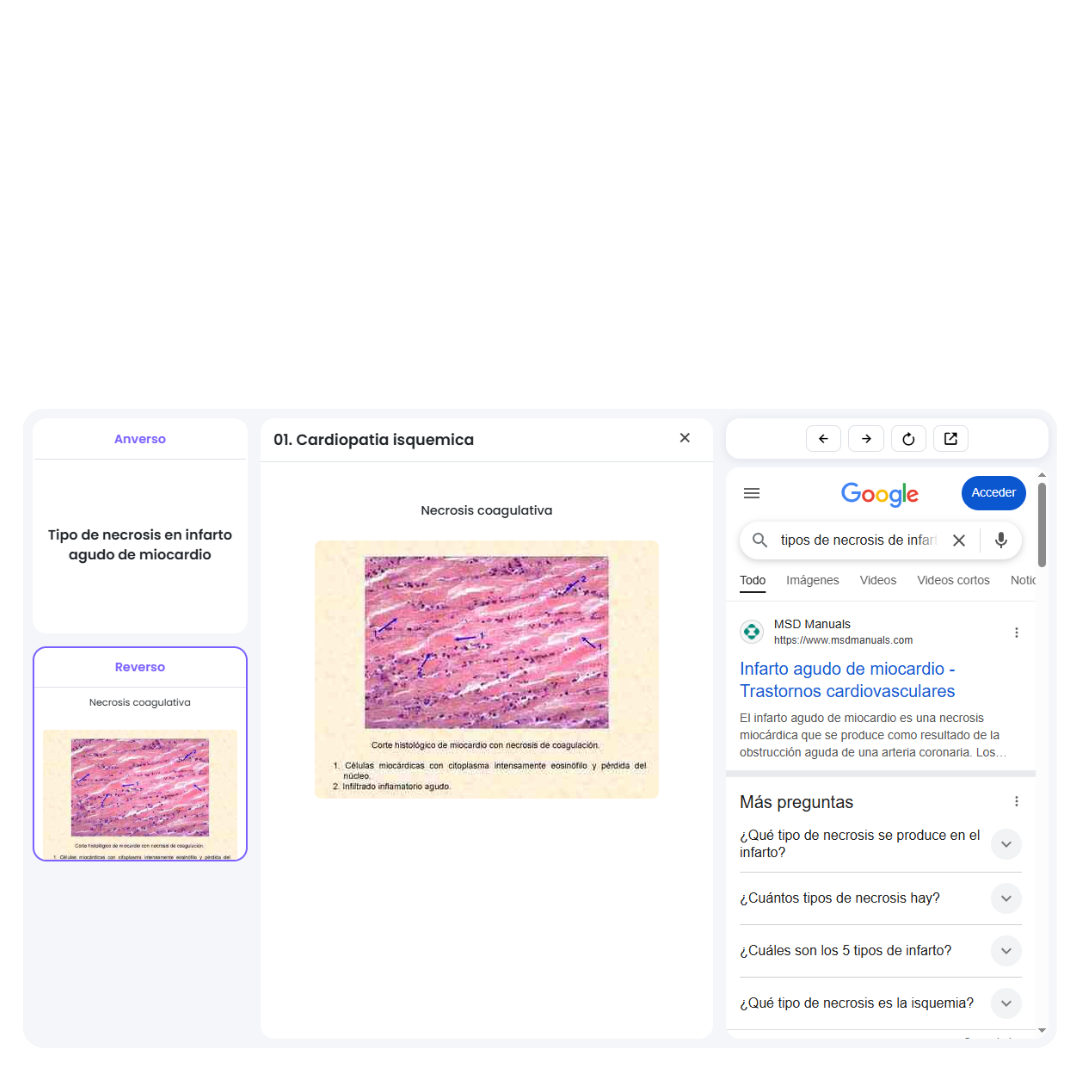 Anverso
Tipo de necrosis en infarto
agudo de miocardio
Reverso
Necrosis coagulativa
Corte histológico de miocardio con necrosis de coagulación.
1. Células miocárdicas con citoplasma intensamente eosinófilo y pérdida del
01. Cardiopatia isquemica
Necrosis coagulativa
1
2
1
2
1
Corte histológico de miocardio con necrosis de coagulación.
1. Células miocárdicas con citoplasma intensamente eosinófilo y pérdida del
núcleo.
2. Infiltrado inflamatorio agudo.
Google
Acceder
tipos de necrosis de infart
Todo Imágenes Videos Videos cortos Notic
MSD Manuals
https://www.msdmanuals.com
Infarto agudo de miocardio -
Trastornos cardiovasculares
El infarto agudo de miocardio es una necrosis
miocárdica que se produce como resultado de la
obstrucción aguda de una arteria coronaria. Los...
Más preguntas
¿Qué tipo de necrosis se produce en el
infarto?
¿Cuántos tipos de necrosis hay?
¿Cuáles son los 5 tipos de infarto?
¿Qué tipo de necrosis es la isquemia?